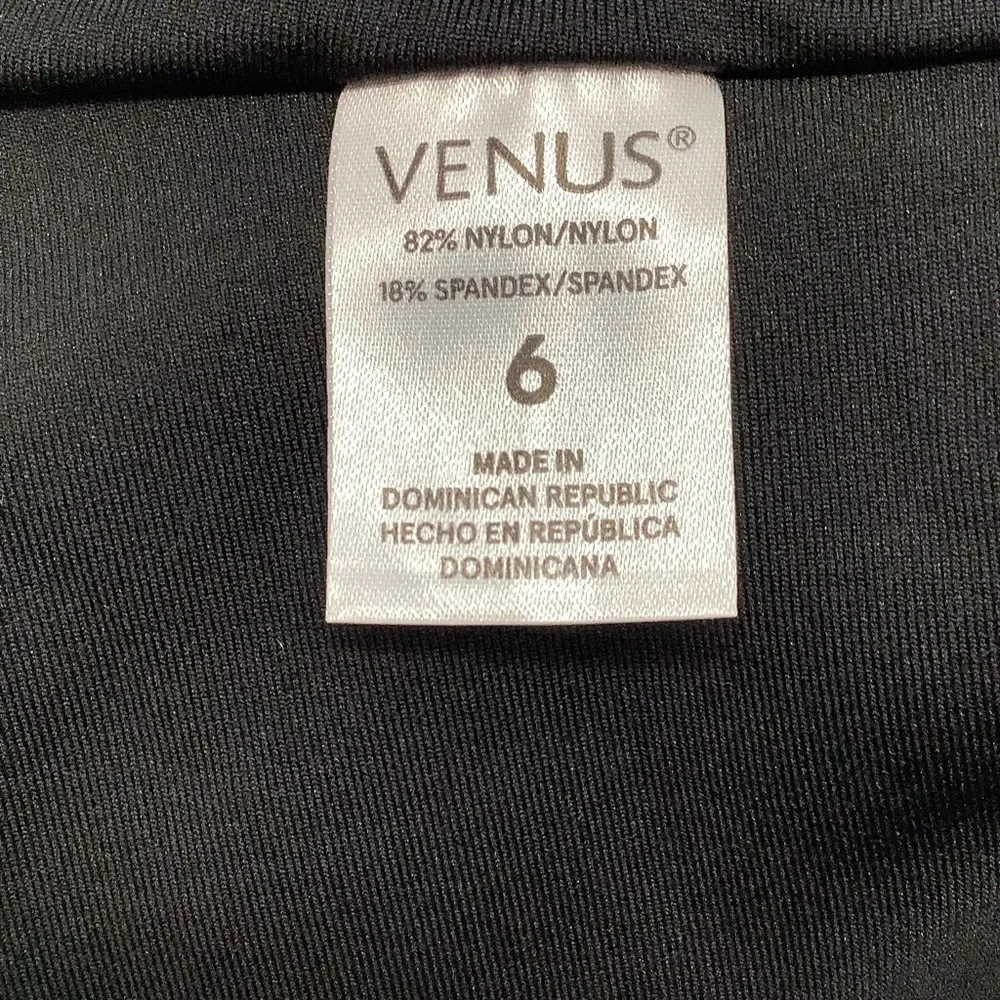 VENUS®
82% NYLON/NYLON
18% SPANDEX/SPANDEX
6
MADE IN
DOMINICAN REPUBLIC
HECHO EN REPÚBLICA
DOMINICANA